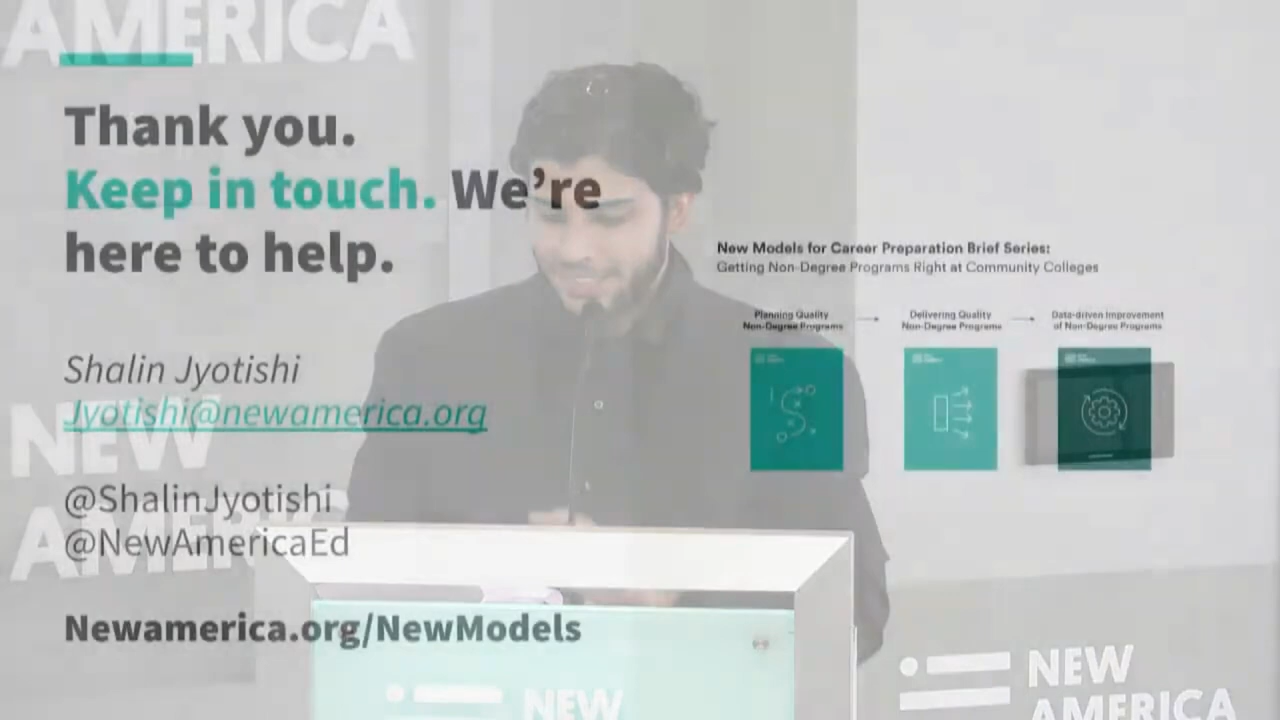 AMERICA
Thank you.
Keep in touch. We’re
here to help.
Shalin Jyotishi
Jyotishi@newamerica.org
@ShalinJyotishi
@NewAmericaEd
Newamerica.org/NewModels
New Models for Career Preparation Brief Series:
Getting Non-Degree Programs Right at Community Colleges
Planning Quality
Non-Degree Programs
Delivering Quality
Non-Degree Programs
Data-driven improvement
of Non-Degree Programs
NEW
AMERIC
NEW
NEW
AMERICA